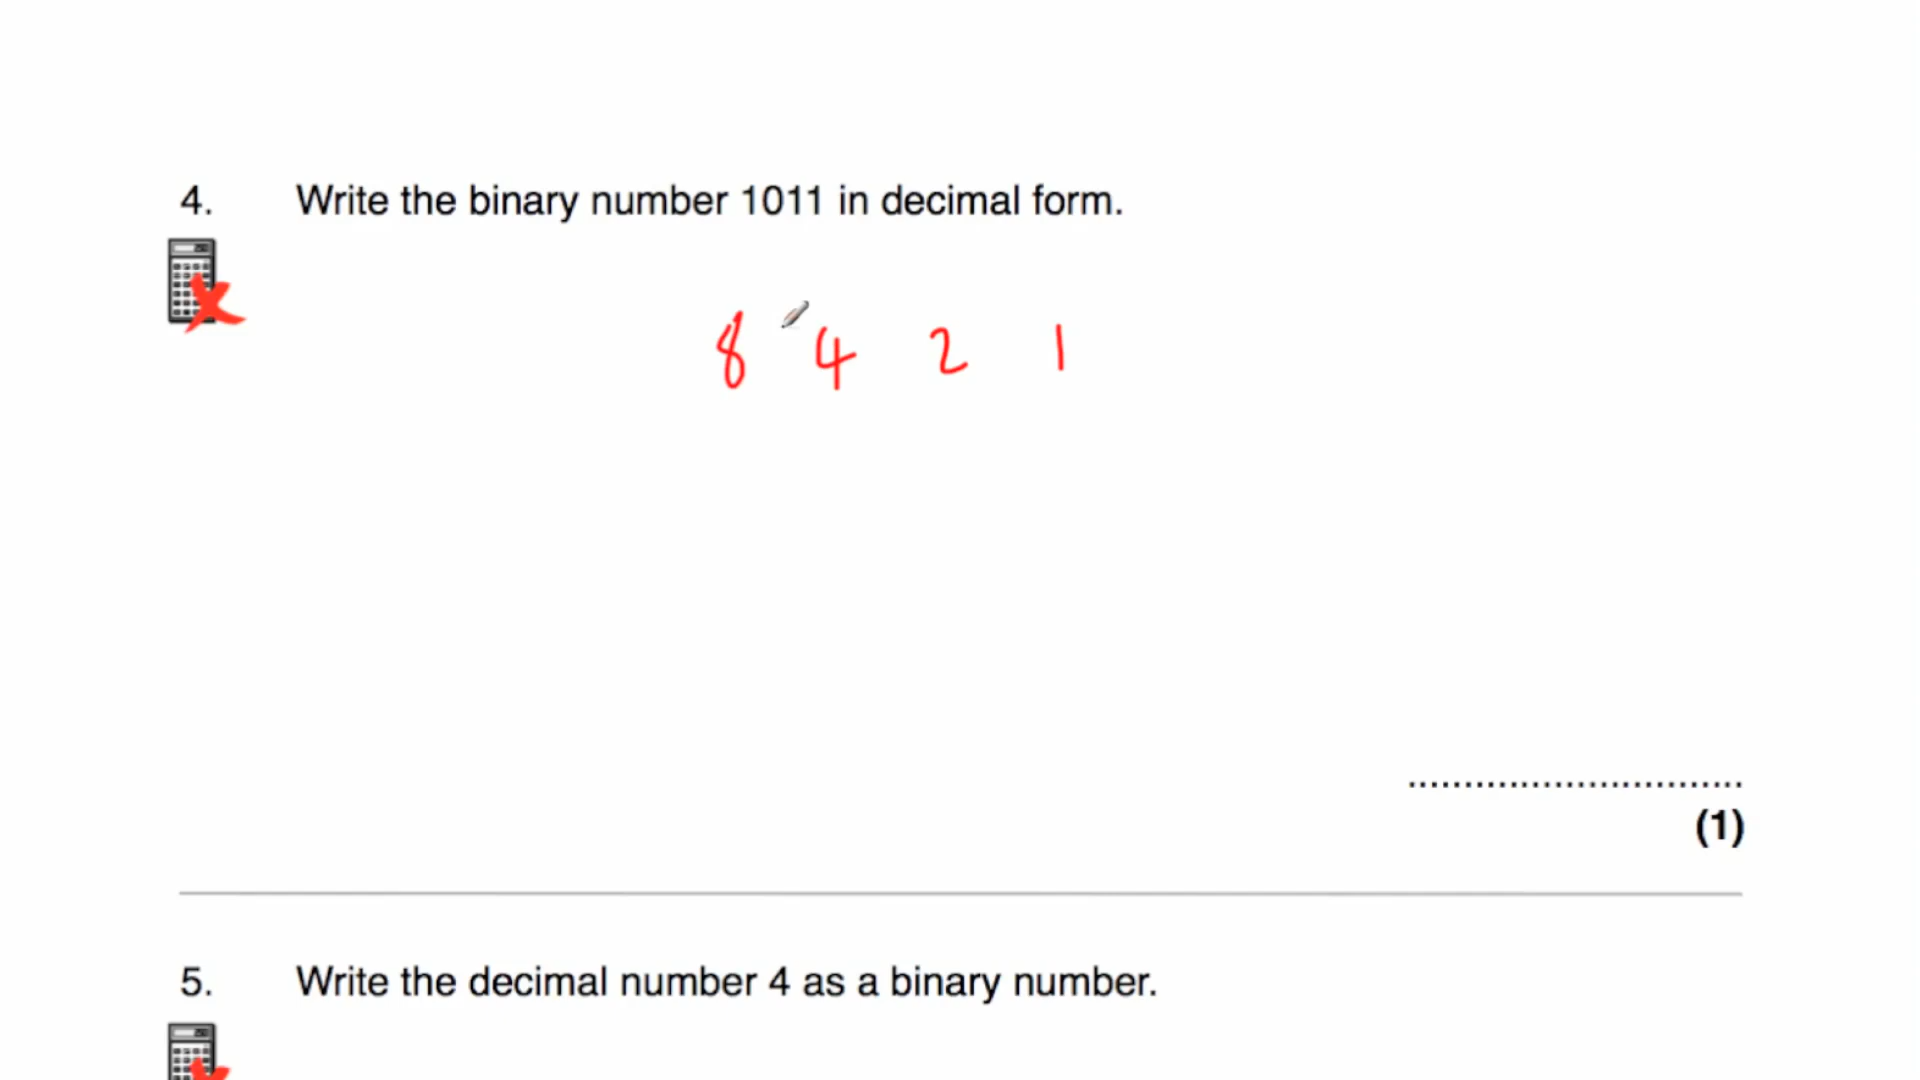 4. Write the binary number 1011 in decimal form.
8 4 2 1
..............................
(1)
5. Write the decimal number 4 as a binary number.